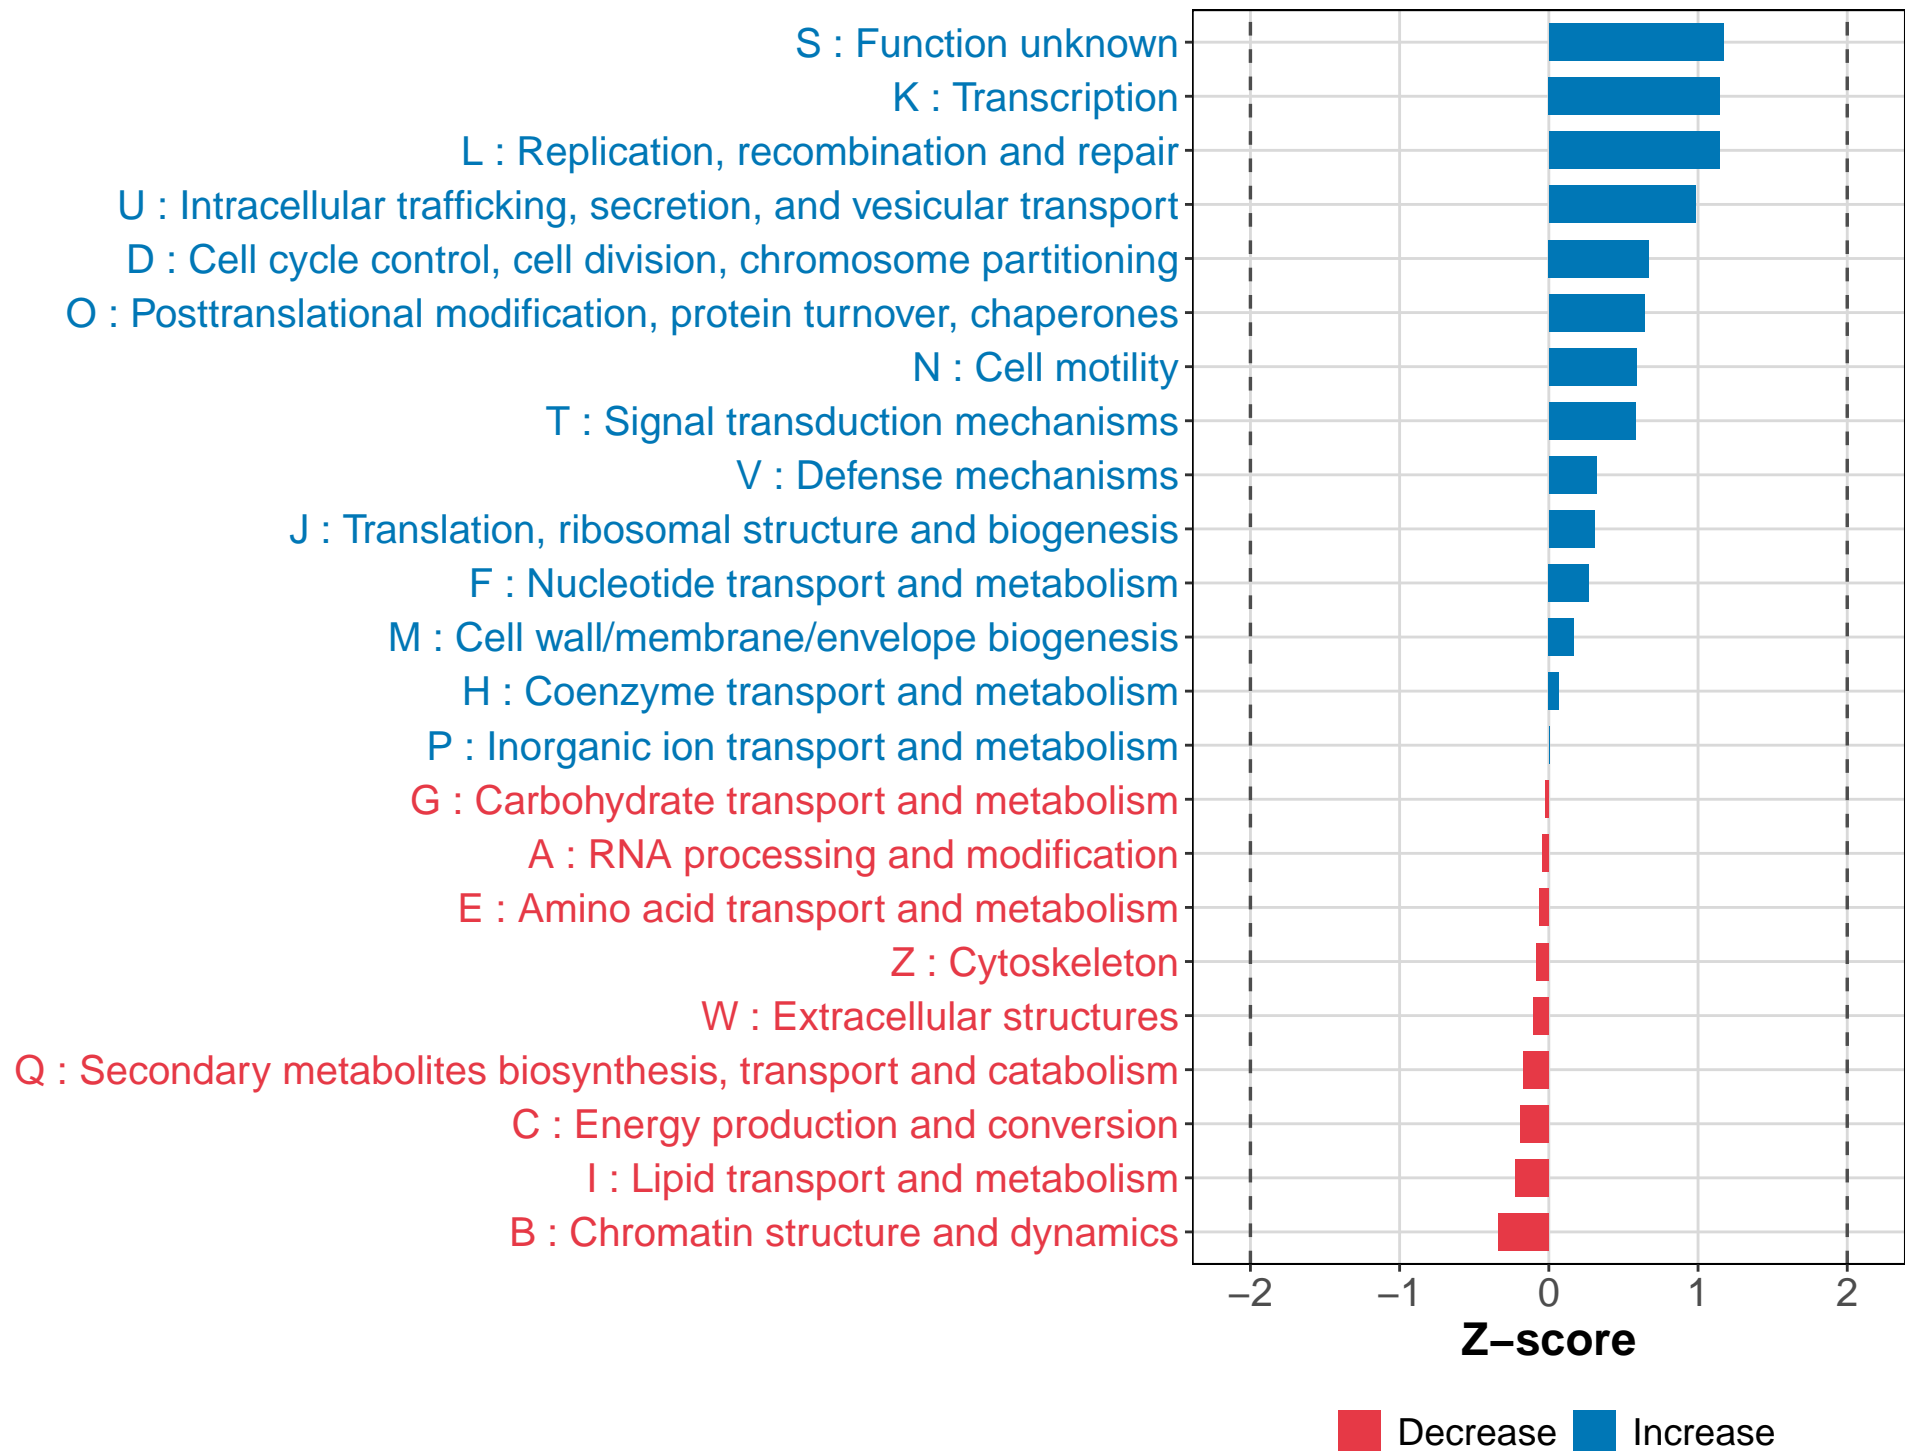 S : Function unknown
K : Transcription
L : Replication, recombination and repair
U : Intracellular trafficking, secretion, and vesicular transport
D : Cell cycle control, cell division, chromosome partitioning
O : Posttranslational modification, protein turnover, chaperones
N : Cell motility
T : Signal transduction mechanisms
V : Defense mechanisms
J : Translation, ribosomal structure and biogenesis
F : Nucleotide transport and metabolism
M : Cell wall/membrane/envelope biogenesis
H : Coenzyme transport and metabolism
P : Inorganic ion transport and metabolism
G : Carbohydrate transport and metabolism
A : RNA processing and modification
E : Amino acid transport and metabolism
Z : Cytoskeleton
W : Extracellular structures
Q : Secondary metabolites biosynthesis, transport and catabolism
C : Energy production and conversion
I : Lipid transport and metabolism
B : Chromatin structure and dynamics
−2 −1 0 1 2
Z−score
Decrease Increase